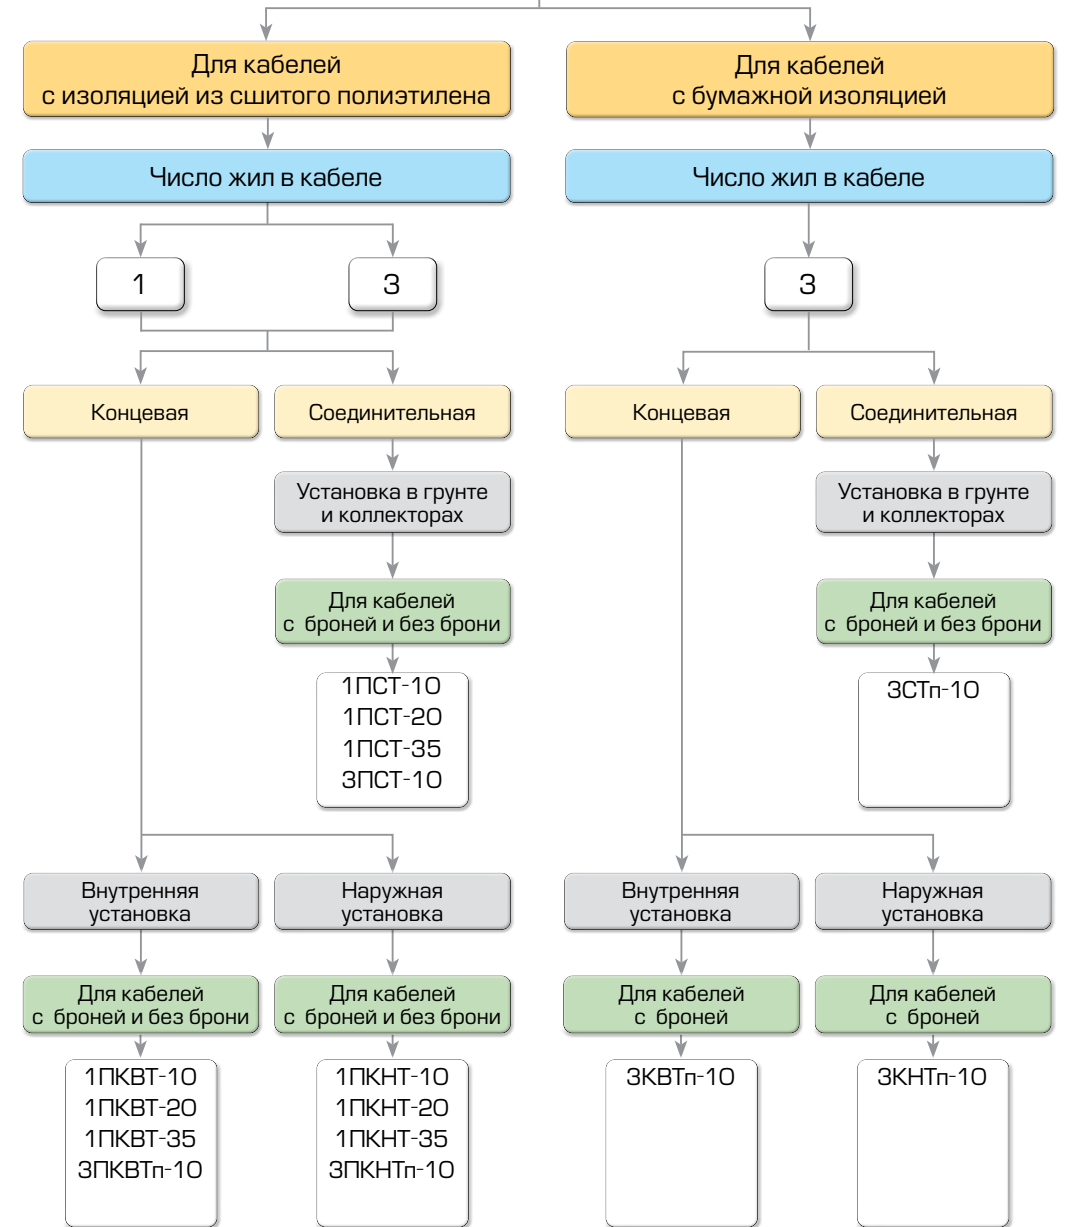 Для кабелей
с изоляцией из сшитого полиэтилена
Для кабелей
с бумажной изоляцией
Число жил в кабеле
Число жил в кабеле
1
3
3
Концевая
Соединительная
Концевая
Соединительная
Установка в грунте
и коллекторах
Установка в грунте
и коллекторах
Для кабелей
с броней и без брони
Для кабелей
с броней и без брони
1ПСТ-10
1ПСТ-20
1ПСТ-35
3ПСТ-10
3СТп-10
Внутренняя
установка
Наружная
установка
Внутренняя
установка
Наружная
установка
Для кабелей
с броней и без брони
Для кабелей
с броней и без брони
Для кабелей
с броней
Для кабелей
с броней
1ПКВТ-10
1ПКВТ-20
1ПКВТ-35
3ПКВТп-10
1ПКНТ-10
1ПКНТ-20
1ПКНТ-35
3ПКНТп-10
3КВТп-10
3КНТп-10